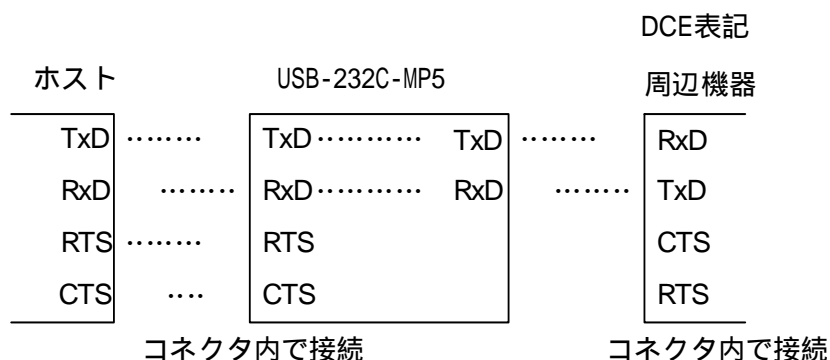 DCE表記
ホスト USB-232C-MP5 周辺機器
TxD ……… TxD ………… TxD ……… RxD
RxD ……… RxD ………… RxD ……… TxD
RTS ……… RTS CTS
CTS …. CTS RTS
コネクタ内で接続 コネクタ内で接続